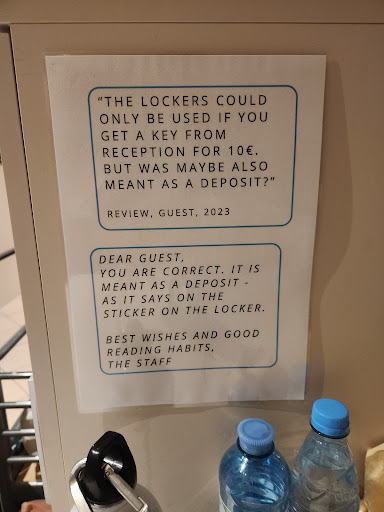 "THE LOCKERS COULD
ONLY BE USED IF YOU
GET A KEY FROM
RECEPTION FOR 10€.
BUT WAS MAYBE ALSO
MEANT AS A DEPOSIT?"
REVIEW, GUEST, 2023
DEAR GUEST,
YOU ARE CORRECT. IT IS
MEANT AS A DEPOSIT -
AS IT SAYS ON THE
STICKER ON THE LOCKER.
BEST WISHES AND GOOD
READING HABITS,
THE STAFF